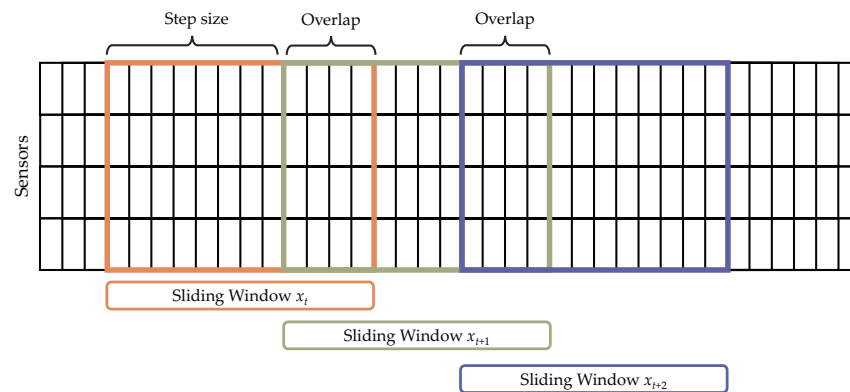 Step size
Overlap
Overlap
Sensors
Sliding Window xₜ
Sliding Window xₜ₊₁
Sliding Window xₜ₊₂